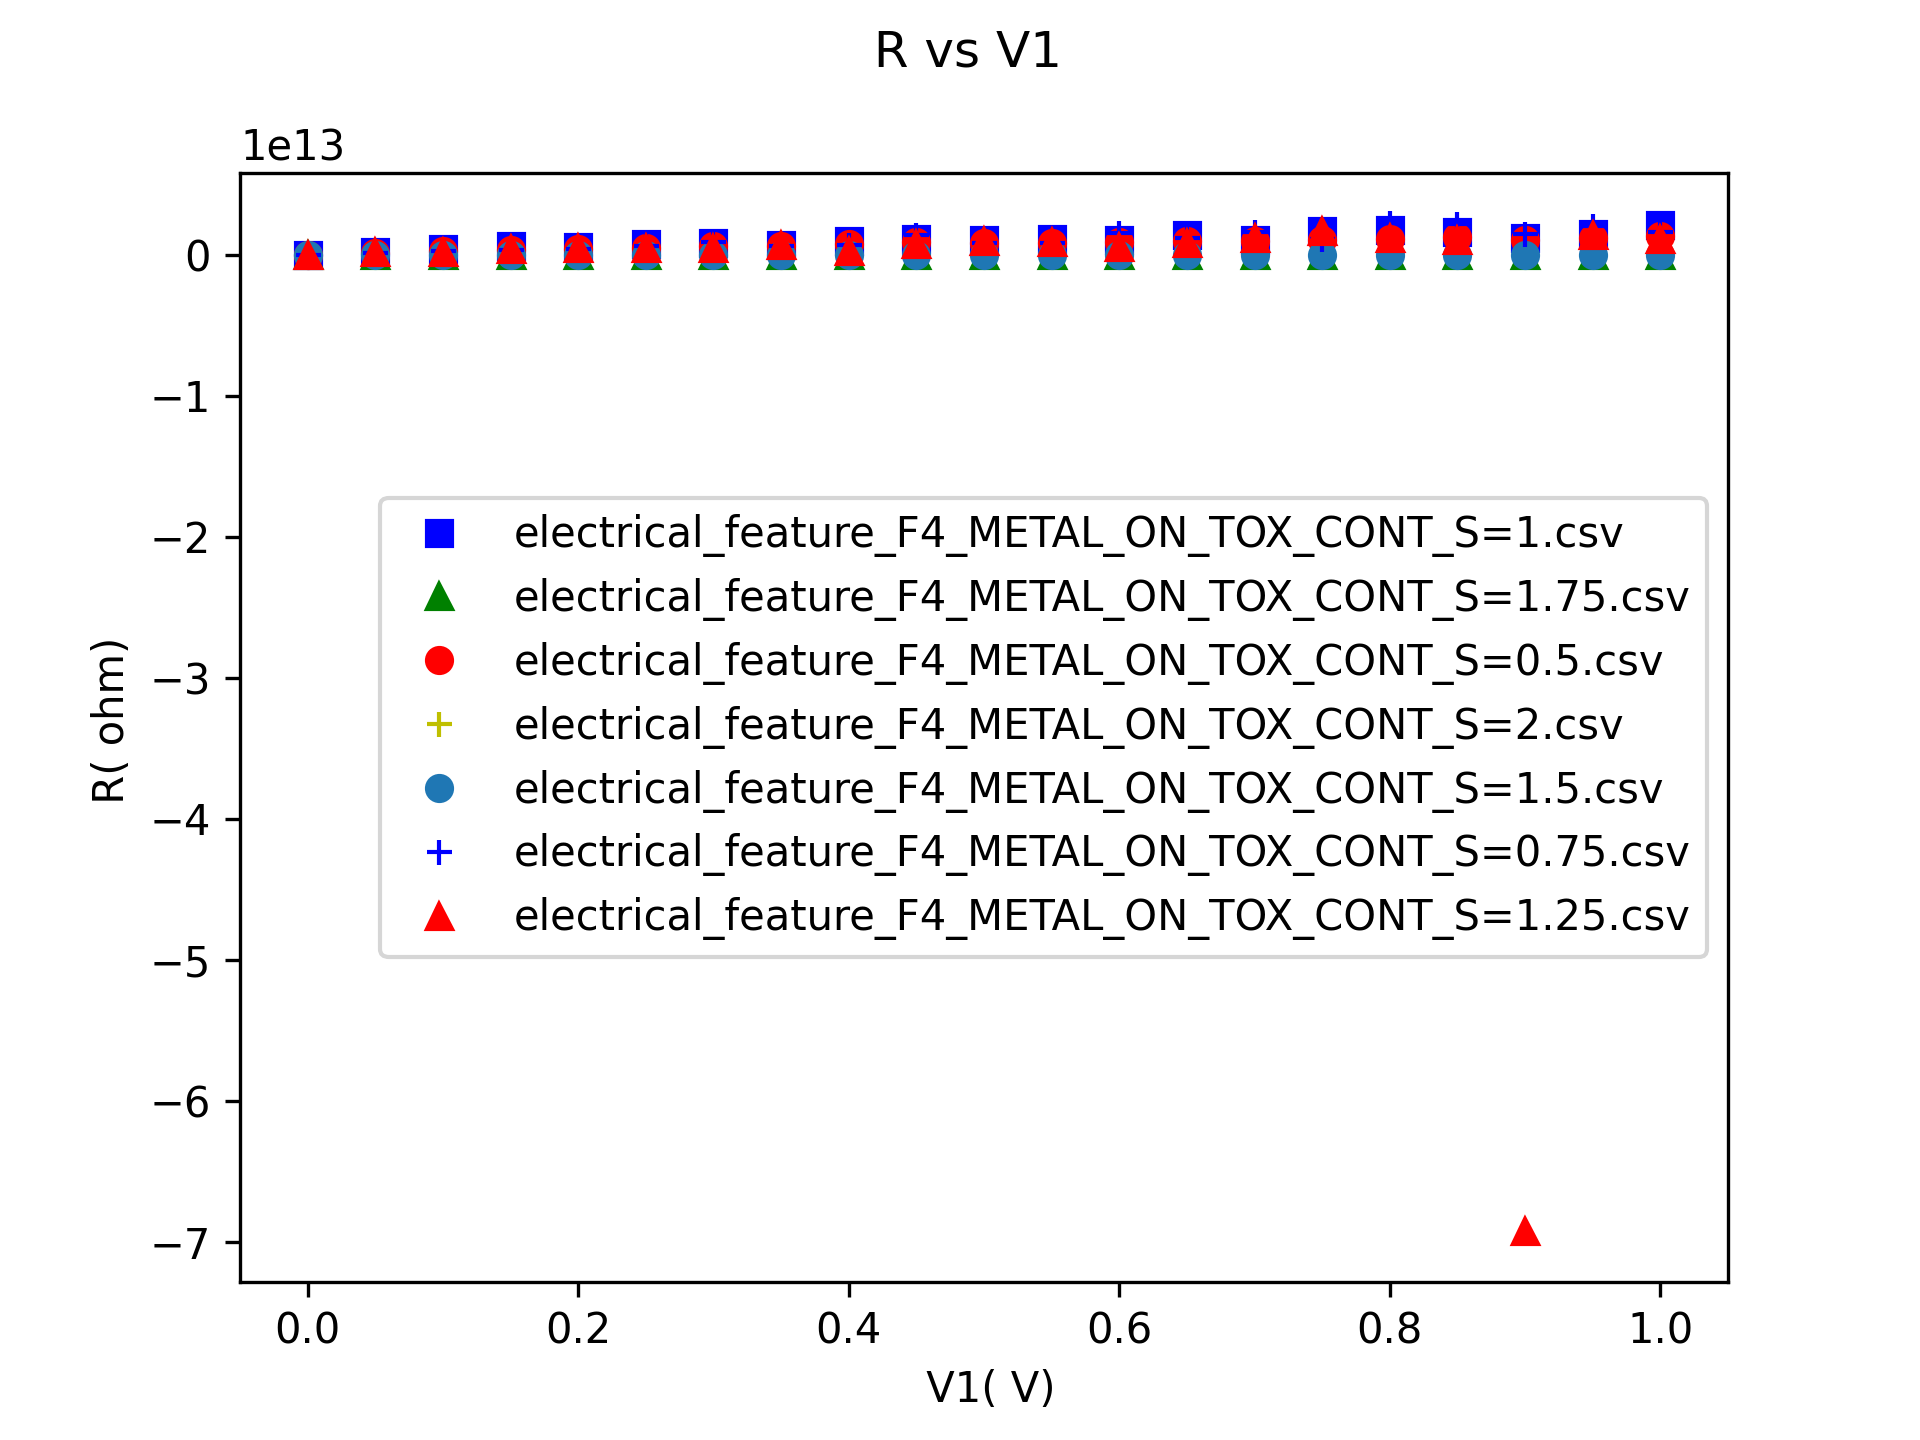 R vs V1
1e13
0
−1
−2
−3
−4
−5
−6
−7
R( ohm)
electrical_feature_F4_METAL_ON_TOX_CONT_S=1.csv
electrical_feature_F4_METAL_ON_TOX_CONT_S=1.75.csv
electrical_feature_F4_METAL_ON_TOX_CONT_S=0.5.csv
electrical_feature_F4_METAL_ON_TOX_CONT_S=2.csv
electrical_feature_F4_METAL_ON_TOX_CONT_S=1.5.csv
electrical_feature_F4_METAL_ON_TOX_CONT_S=0.75.csv
electrical_feature_F4_METAL_ON_TOX_CONT_S=1.25.csv
0.0 0.2 0.4 0.6 0.8 1.0
V1( V)